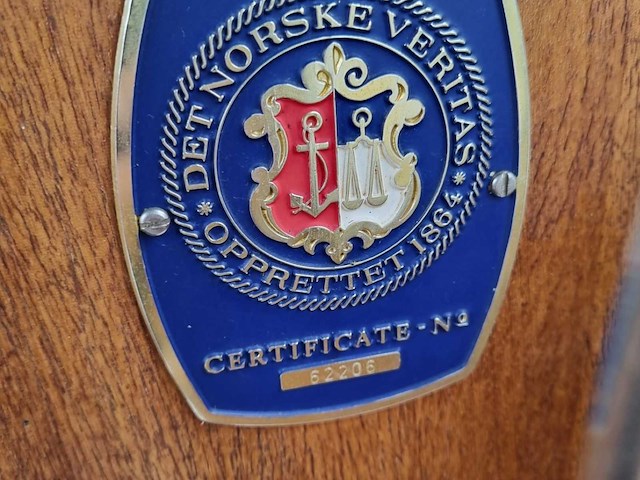 DET NORSKE VERITAS
* OPPRETTET 1864 *
CERTIFICATE - Nº
62206